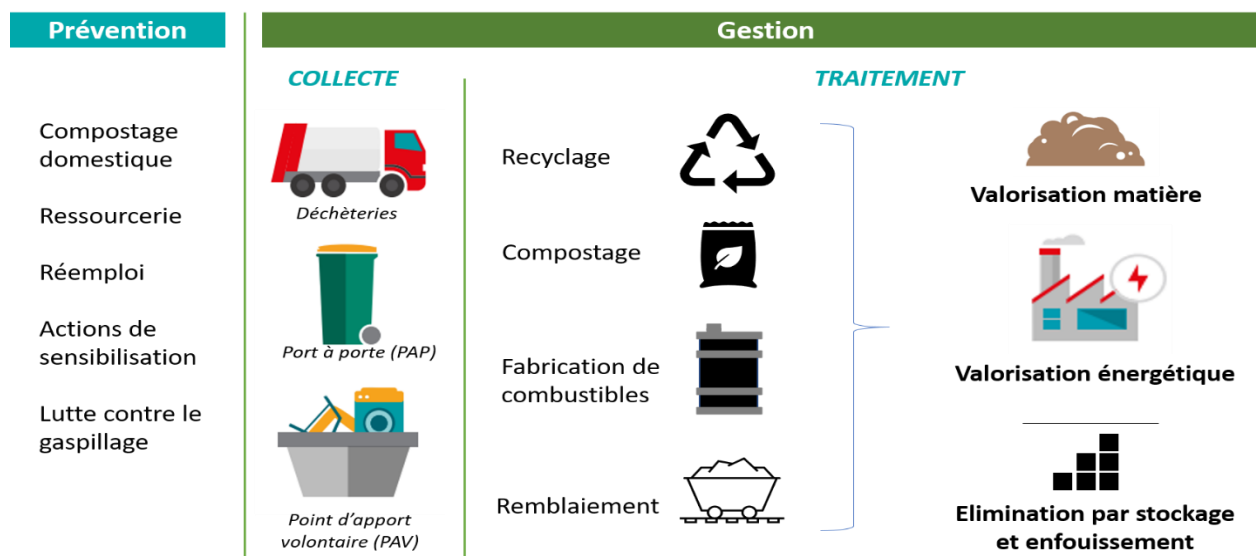 Prévention
Gestion
Compostage
domestique
Ressourcerie
Réemploi
Actions de
sensibilisation
Lutte contre le
gaspillage
COLLECTE
Déchèteries
Port à porte (PAP)
Point d’apport
volontaire (PAV)
TRAITEMENT
Recyclage
Compostage
Fabrication de
combustibles
Remblaiement
Valorisation matière
Valorisation énergétique
Elimination par stockage
et enfouissement